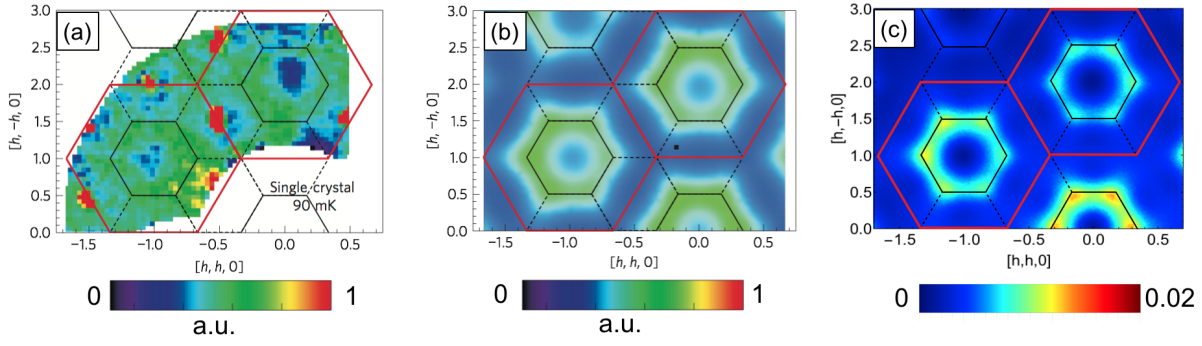 (a)
[h, −h, 0]
3.0
2.5
2.0
1.5
1.0
0.5
0.0
Single crystal
90 mK
−1.5 −1.0 −0.5 0.0 0.5
[h, h, 0]
0 1
a.u.
(b)
[h, −h, 0]
3.0
2.5
2.0
1.5
1.0
0.5
0.0
−1.5 −1.0 −0.5 0.0 0.5
[h, h, 0]
0 1
a.u.
(c)
[h,-h,0]
3.0
2.5
2.0
1.5
1.0
0.5
0.0
-1.5 -1.0 -0.5 0.0 0.5
[h,h,0]
0 0.02